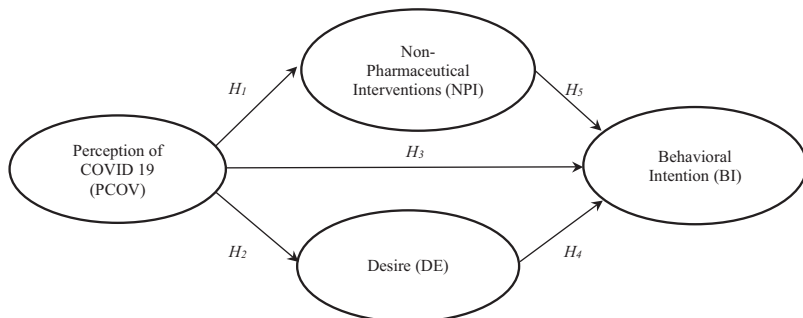 Non-
Pharmaceutical
Interventions (NPI)
H1
H5
Perception of
COVID 19
(PCOV)
H3
Behavioral
Intention (BI)
H2
Desire (DE)
H4